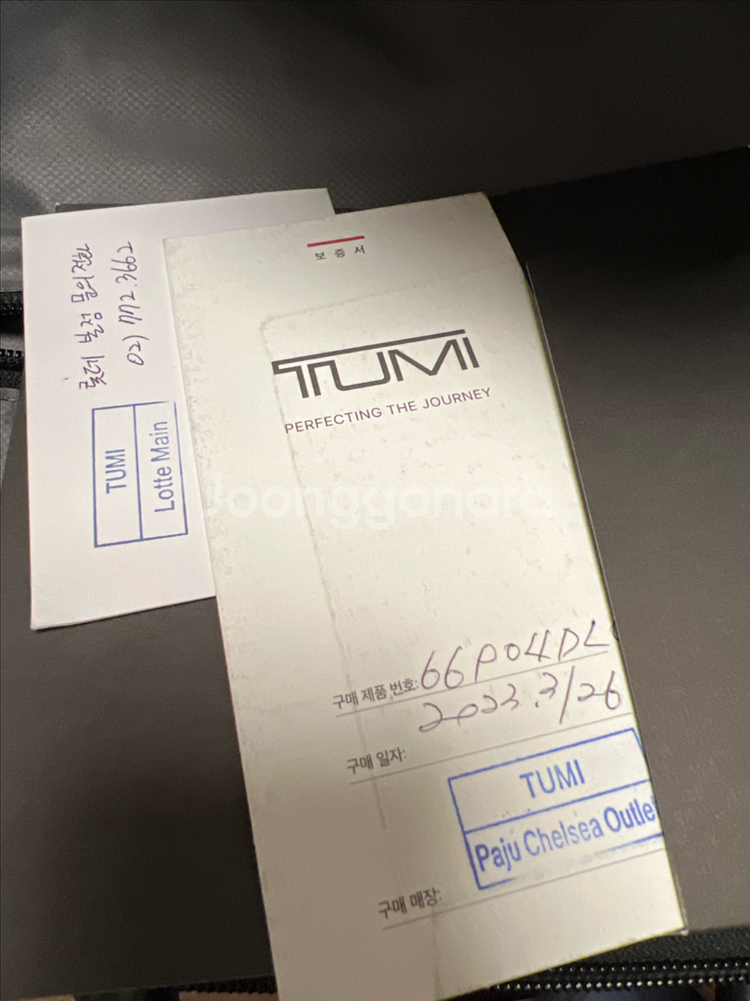 롯데 본점 문의전화
02) 772.3662
TUMI
Lotte Main
보증서
TUMI
PERFECTING THE JOURNEY
Joonggonara
구매 제품 번호: 66P04DL
구매 일자: 2023.3/26
구매 매장:
TUMI
Paju Chelsea Outle